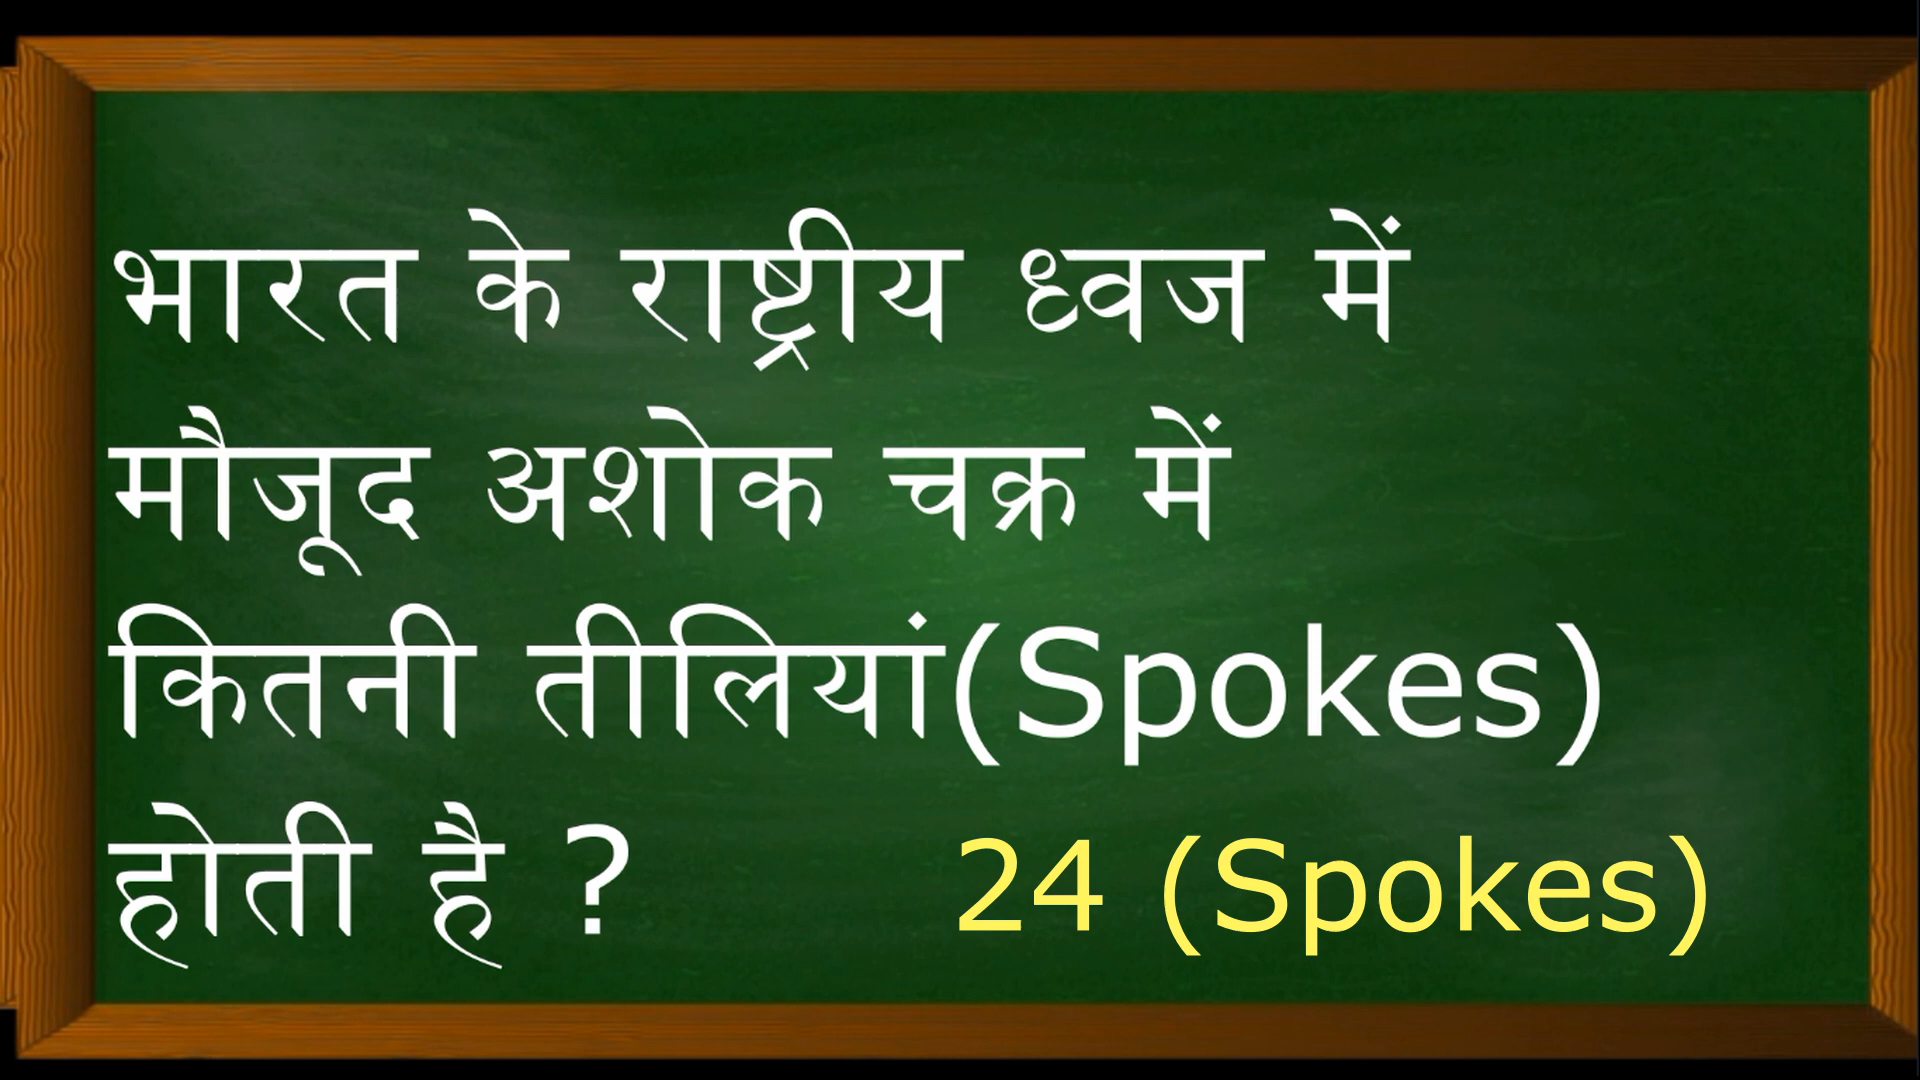 भारत के राष्ट्रीय ध्वज में
मौजूद अशोक चक्र में
कितनी तीलियां(Spokes)
होती है ? 24 (Spokes)